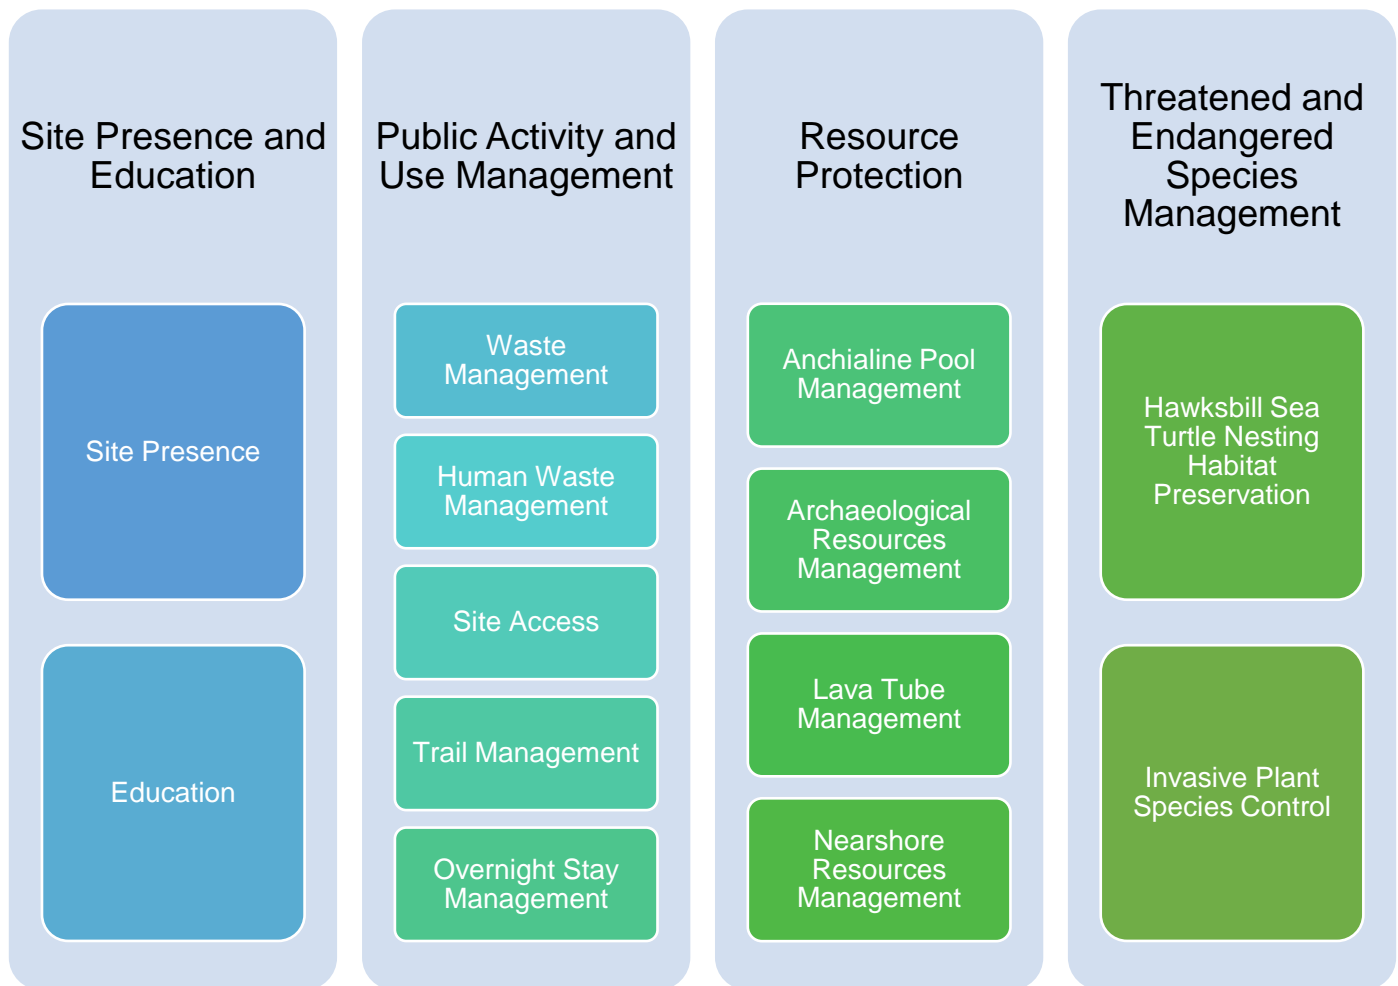 Site Presence and
Education
Site Presence
Education
Public Activity and
Use Management
Waste
Management
Human Waste
Management
Site Access
Trail Management
Overnight Stay
Management
Resource
Protection
Anchialine Pool
Management
Archaeological
Resources
Management
Lava Tube
Management
Nearshore
Resources
Management
Threatened and
Endangered
Species
Management
Hawksbill Sea
Turtle Nesting
Habitat
Preservation
Invasive Plant
Species Control